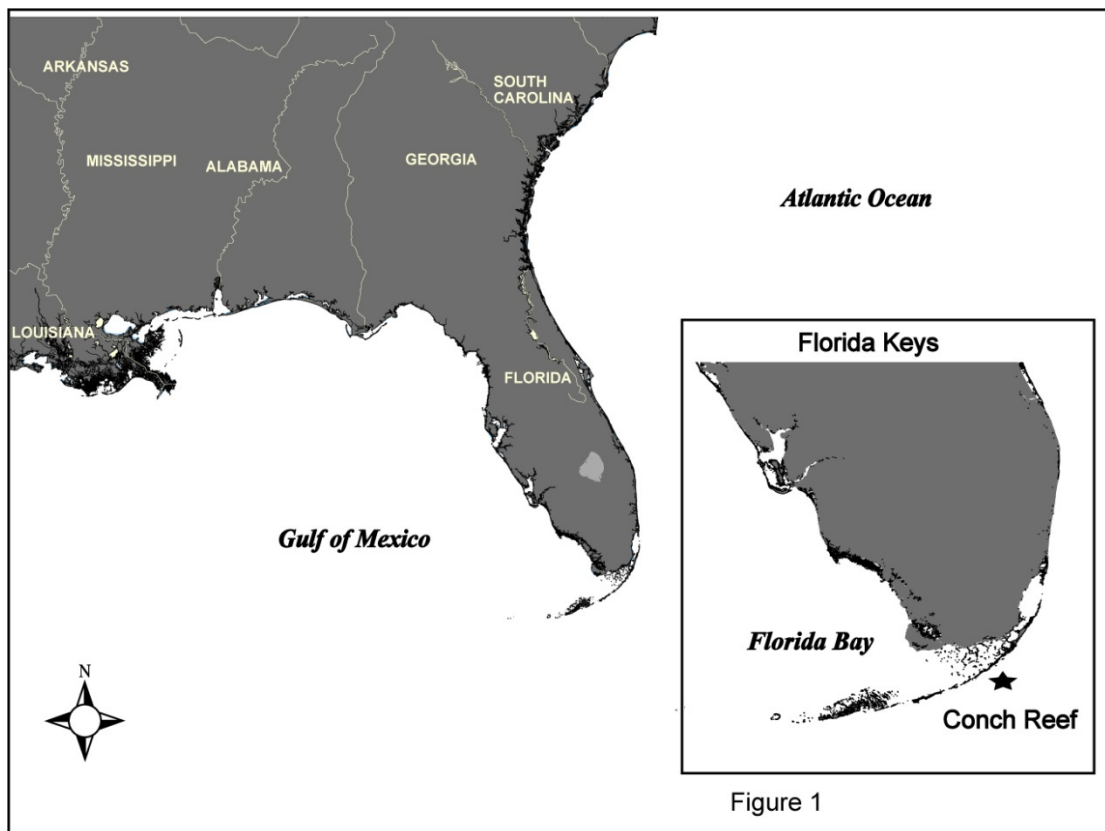 ARKANSAS
SOUTH
CAROLINA
MISSISSIPPI
ALABAMA
GEORGIA
Atlantic Ocean
LOUISIANA
FLORIDA
Florida Keys
Gulf of Mexico
Florida Bay
N
Conch Reef
Figure 1